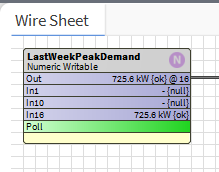 Wire Sheet
LastWeekPeakDemand
Numeric Writable
N
Out 725.6 kW {ok} @ 16
In1 - {null}
In10 - {null}
In16 725.6 kW {ok}
Poll